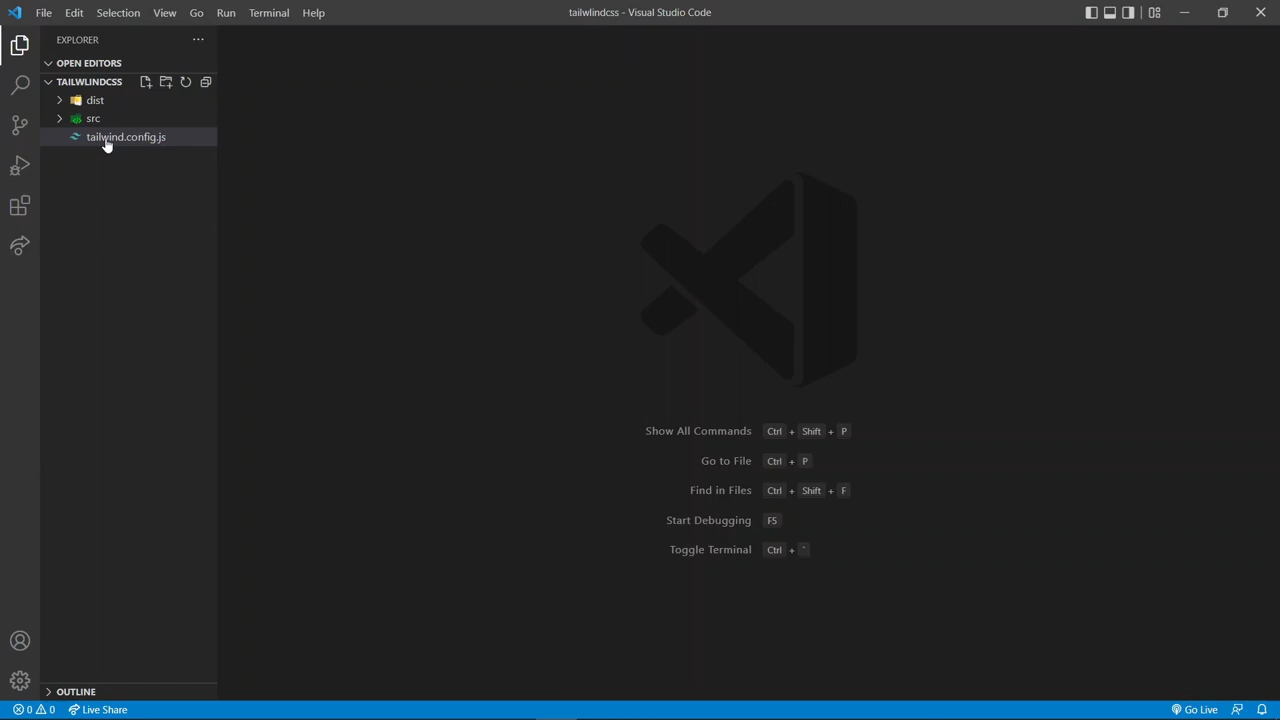 File Edit Selection View Go Run Terminal Help
tailwlindcss - Visual Studio Code
EXPLORER
OPEN EDITORS
TAILWLINDCSS
dist
src
tailwind.config.js
Show All Commands Ctrl + Shift + P
Go to File Ctrl + P
Find in Files Ctrl + Shift + F
Start Debugging F5
Toggle Terminal Ctrl + `
OUTLINE
0 0 Live Share
Go Live